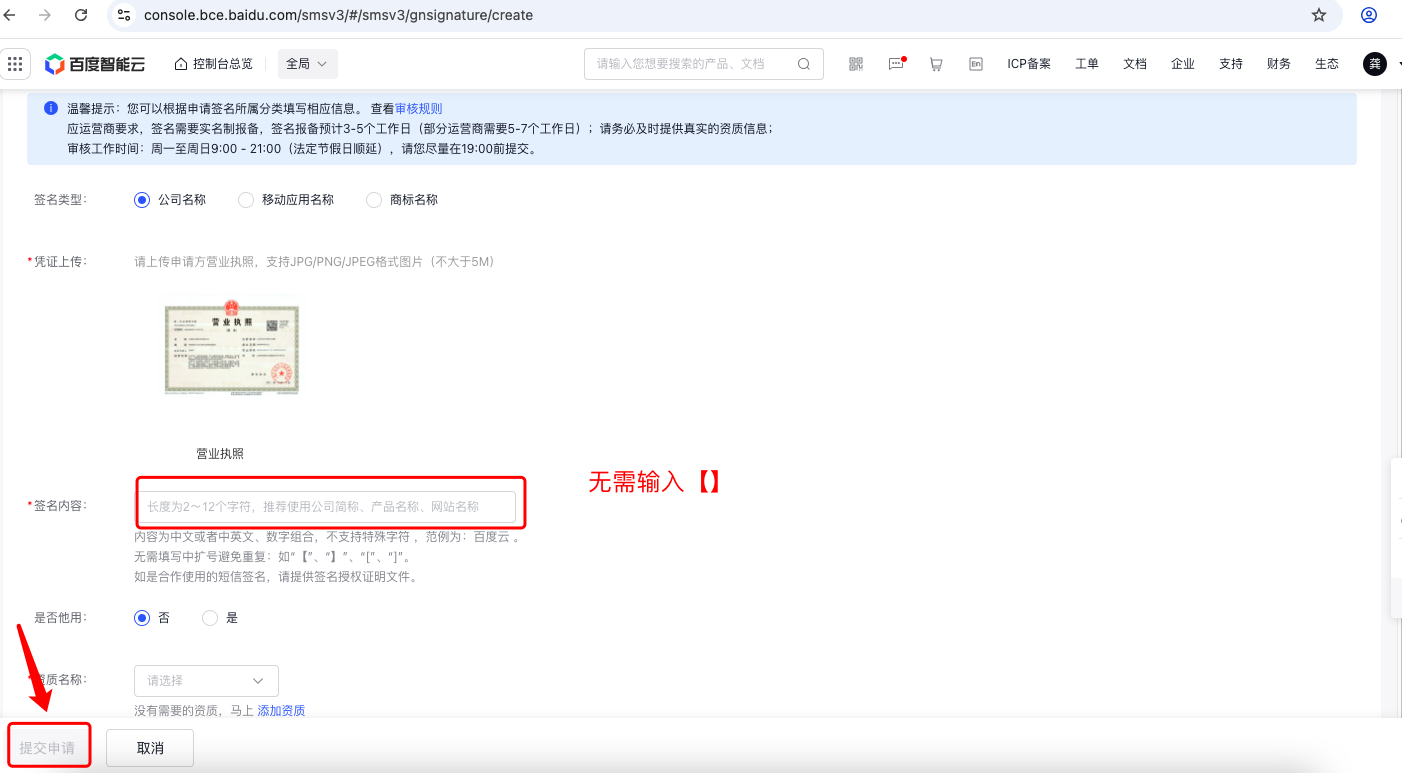 console.bce.baidu.com/smsv3/#/smsv3/gnsignature/create
百度智能云 控制台总览 全局 请输入您想要搜索的产品、文档 En ICP备案 工单 文档 企业 支持 财务 生态 龚
温馨提示：您可以根据申请签名所属分类填写相应信息。 查看审核规则
应运营商要求，签名需要实名制报备，签名报备预计3-5个工作日（部分运营商需要5-7个工作日）；请务必及时提供真实的资质信息；
审核工作时间：周一至周日9:00 - 21:00（法定节假日顺延），请您尽量在19:00前提交。
签名类型： 公司名称 移动应用名称 商标名称
*凭证上传： 请上传申请方营业执照，支持JPG/PNG/JPEG格式图片（不大于5M）
营业执照
营业执照
无需输入【】
*签名内容： 长度为2～12个字符，推荐使用公司简称、产品名称、网站名称
内容为中文或者中英文、数字组合，不支持特殊字符 ，范例为：百度云 。
无需填写中扩号避免重复：如“【”、“】”、“[”、“]”。
如是合作使用的短信签名，请提供签名授权证明文件。
是否他用： 否 是
*资质名称： 请选择
没有需要的资质，马上 添加资质
提交申请 取消